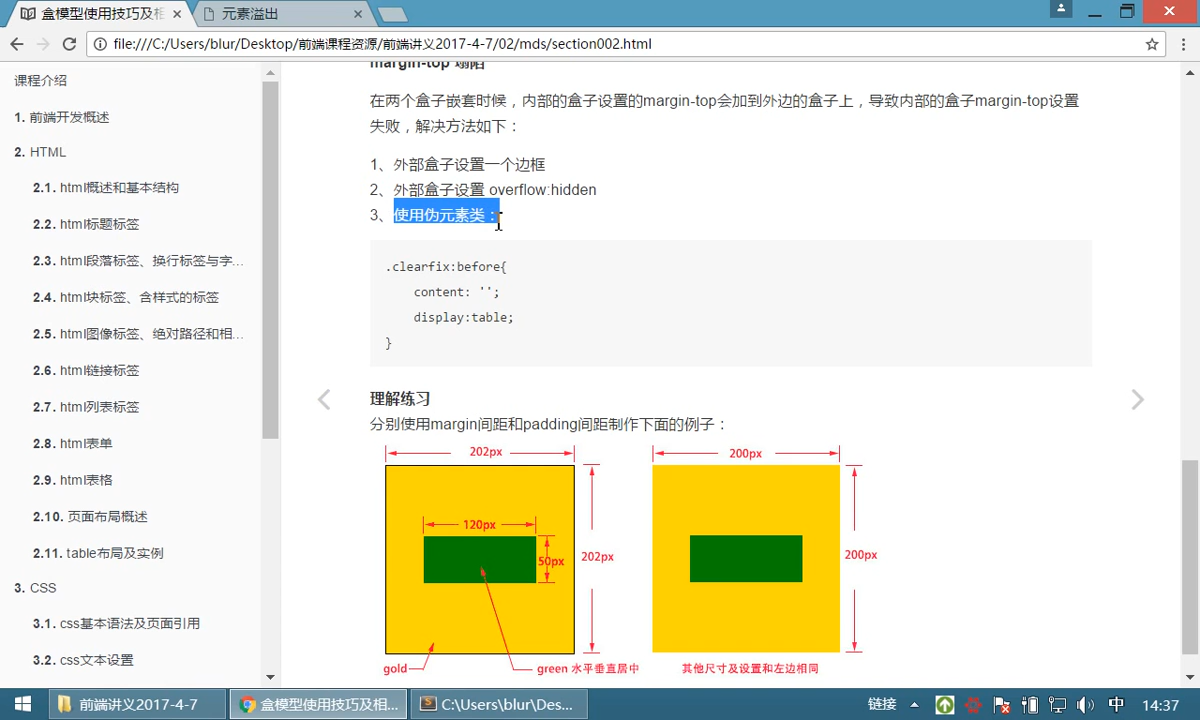 盒模型使用技巧及相
元素溢出
file:///C:/Users/blur/Desktop/前端课程资源/前端讲义2017-4-7/02/mds/section002.html
课程介绍
1. 前端开发概述
2. HTML
2.1. html概述和基本结构
2.2. html标题标签
2.3. html段落标签、换行标签与字...
2.4. html块标签、含样式的标签
2.5. html图像标签、绝对路径和相...
2.6. html链接标签
2.7. html列表标签
2.8. html表单
2.9. html表格
2.10. 页面布局概述
2.11. table布局及实例
3. CSS
3.1. css基本语法及页面引用
3.2. css文本设置
margin-top 塌陷
在两个盒子嵌套时候，内部的盒子设置的margin-top会加到外边的盒子上，导致内部的盒子margin-top设置
失败，解决方法如下：
1、外部盒子设置一个边框
2、外部盒子设置 overflow:hidden
3、使用伪元素类：
.clearfix:before{
content: '';
display:table;
}
理解练习
分别使用margin间距和padding间距制作下面的例子：
202px
120px
50px
202px
gold
green 水平垂直居中
200px
200px
其他尺寸及设置和左边相同
前端讲义2017-4-7
盒模型使用技巧及相...
C:\Users\blur\Des...
链接
中
14:37